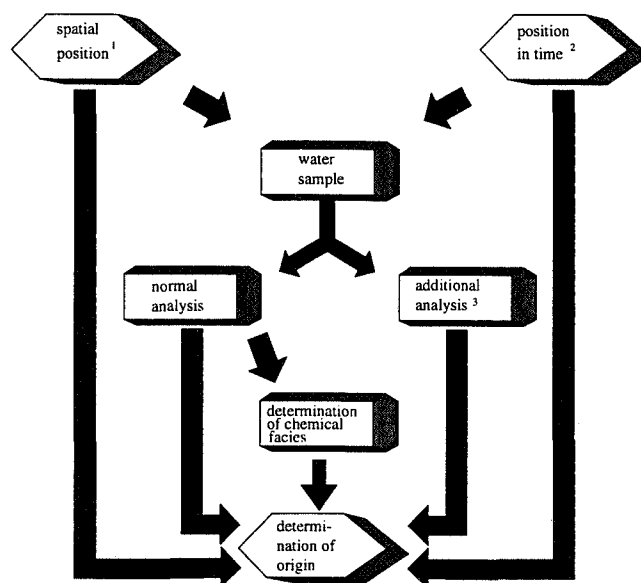 spatial
position 1
position
in time 2
water
sample
normal
analysis
additional
analysis 3
determination
of chemical
facies
determi-
nation of
origin